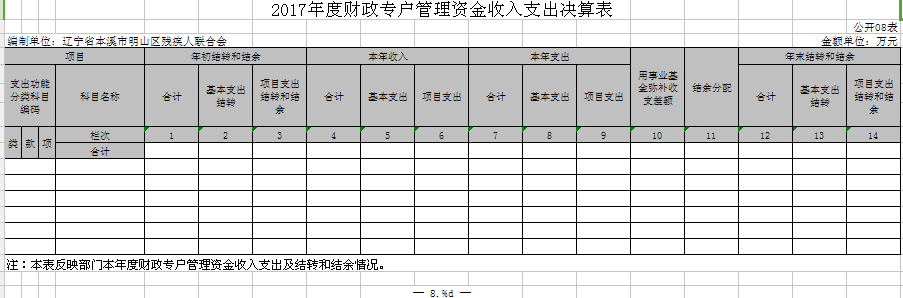 2017年度财政专户管理资金收入支出决算表
公开08表
编制单位：辽宁省本溪市明山区残疾人联合会 金额单位：万元
项目 年初结转和结余 本年收入 本年支出 用事业基金弥补收支差额 结余分配 年末结转和结余
支出功能分类科目编码 科目名称 合计 基本支出结转 项目支出结转和结余 合计 基本支出 项目支出 合计 基本支出 项目支出 合计 基本支出结转 项目支出结转和结余
类 款 项 栏次 1 2 3 4 5 6 7 8 9 10 11 12 13 14
合计
注：本表反映部门本年度财政专户管理资金收入支出及结转和结余情况。
— 8.%d —